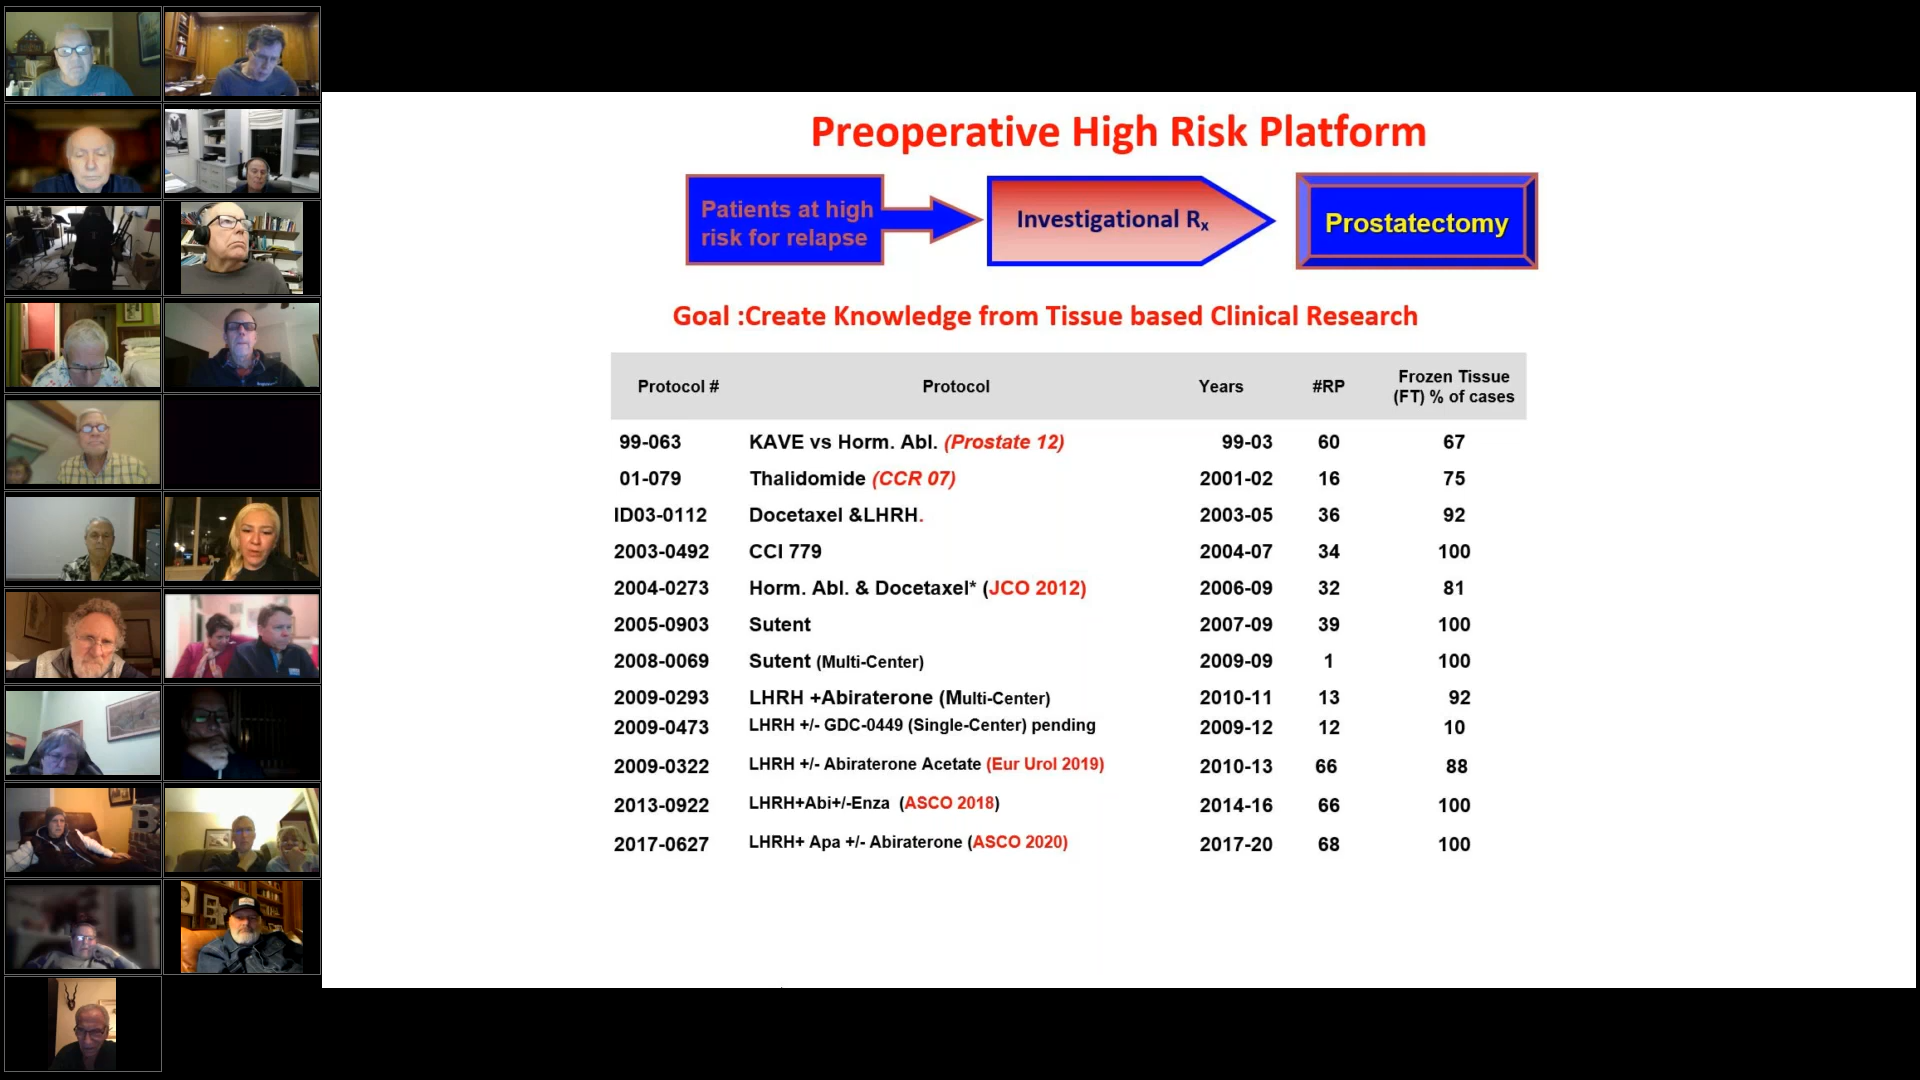 Preoperative High Risk Platform
Patients at high
risk for relapse
Investigational Rx
Prostatectomy
Goal :Create Knowledge from Tissue based Clinical Research
Protocol # Protocol Years #RP Frozen Tissue (FT) % of cases
99-063 KAVE vs Horm. Abl. (Prostate 12) 99-03 60 67
01-079 Thalidomide (CCR 07) 2001-02 16 75
ID03-0112 Docetaxel &LHRH. 2003-05 36 92
2003-0492 CCI 779 2004-07 34 100
2004-0273 Horm. Abl. & Docetaxel* (JCO 2012) 2006-09 32 81
2005-0903 Sutent 2007-09 39 100
2008-0069 Sutent (Multi-Center) 2009-09 1 100
2009-0293 LHRH +Abiraterone (Multi-Center) 2010-11 13 92
2009-0473 LHRH +/- GDC-0449 (Single-Center) pending 2009-12 12 10
2009-0322 LHRH +/- Abiraterone Acetate (Eur Urol 2019) 2010-13 66 88
2013-0922 LHRH+Abi+/-Enza (ASCO 2018) 2014-16 66 100
2017-0627 LHRH+ Apa +/- Abiraterone (ASCO 2020) 2017-20 68 100